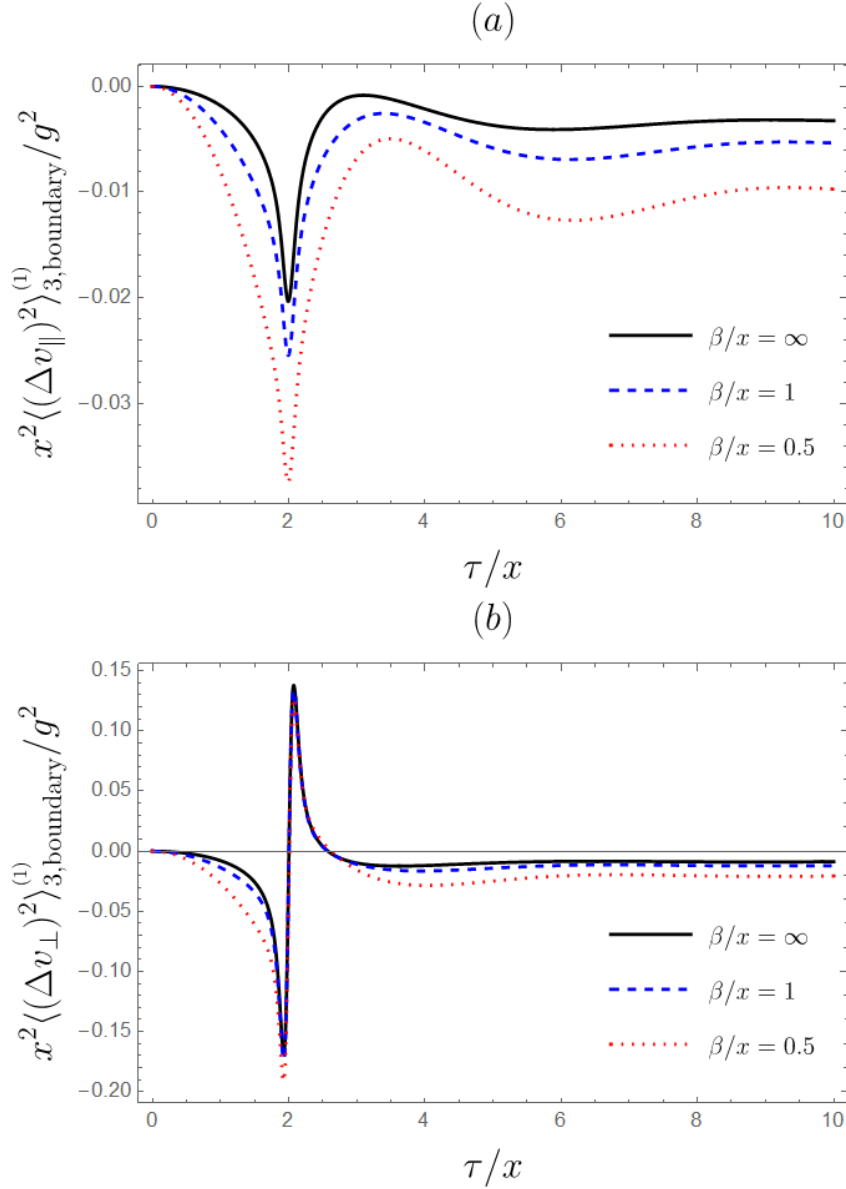 (a)
x²⟨(Δv∥)²⟩⁽¹⁾₃,boundary/g²
0.00
−0.01
−0.02
−0.03
β/x = ∞
β/x = 1
β/x = 0.5
0 2 4 6 8 10
τ/x
(b)
x²⟨(Δv⊥)²⟩⁽¹⁾₃,boundary/g²
0.15
0.10
0.05
0.00
−0.05
−0.10
−0.15
−0.20
β/x = ∞
β/x = 1
β/x = 0.5
0 2 4 6 8 10
τ/x